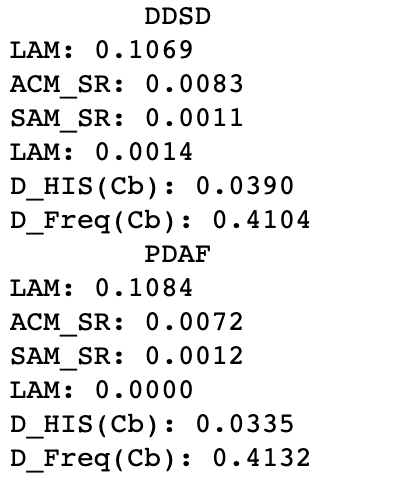 DDSD
LAM: 0.1069
ACM_SR: 0.0083
SAM_SR: 0.0011
LAM: 0.0014
D_HIS(Cb): 0.0390
D_Freq(Cb): 0.4104
PDAF
LAM: 0.1084
ACM_SR: 0.0072
SAM_SR: 0.0012
LAM: 0.0000
D_HIS(Cb): 0.0335
D_Freq(Cb): 0.4132